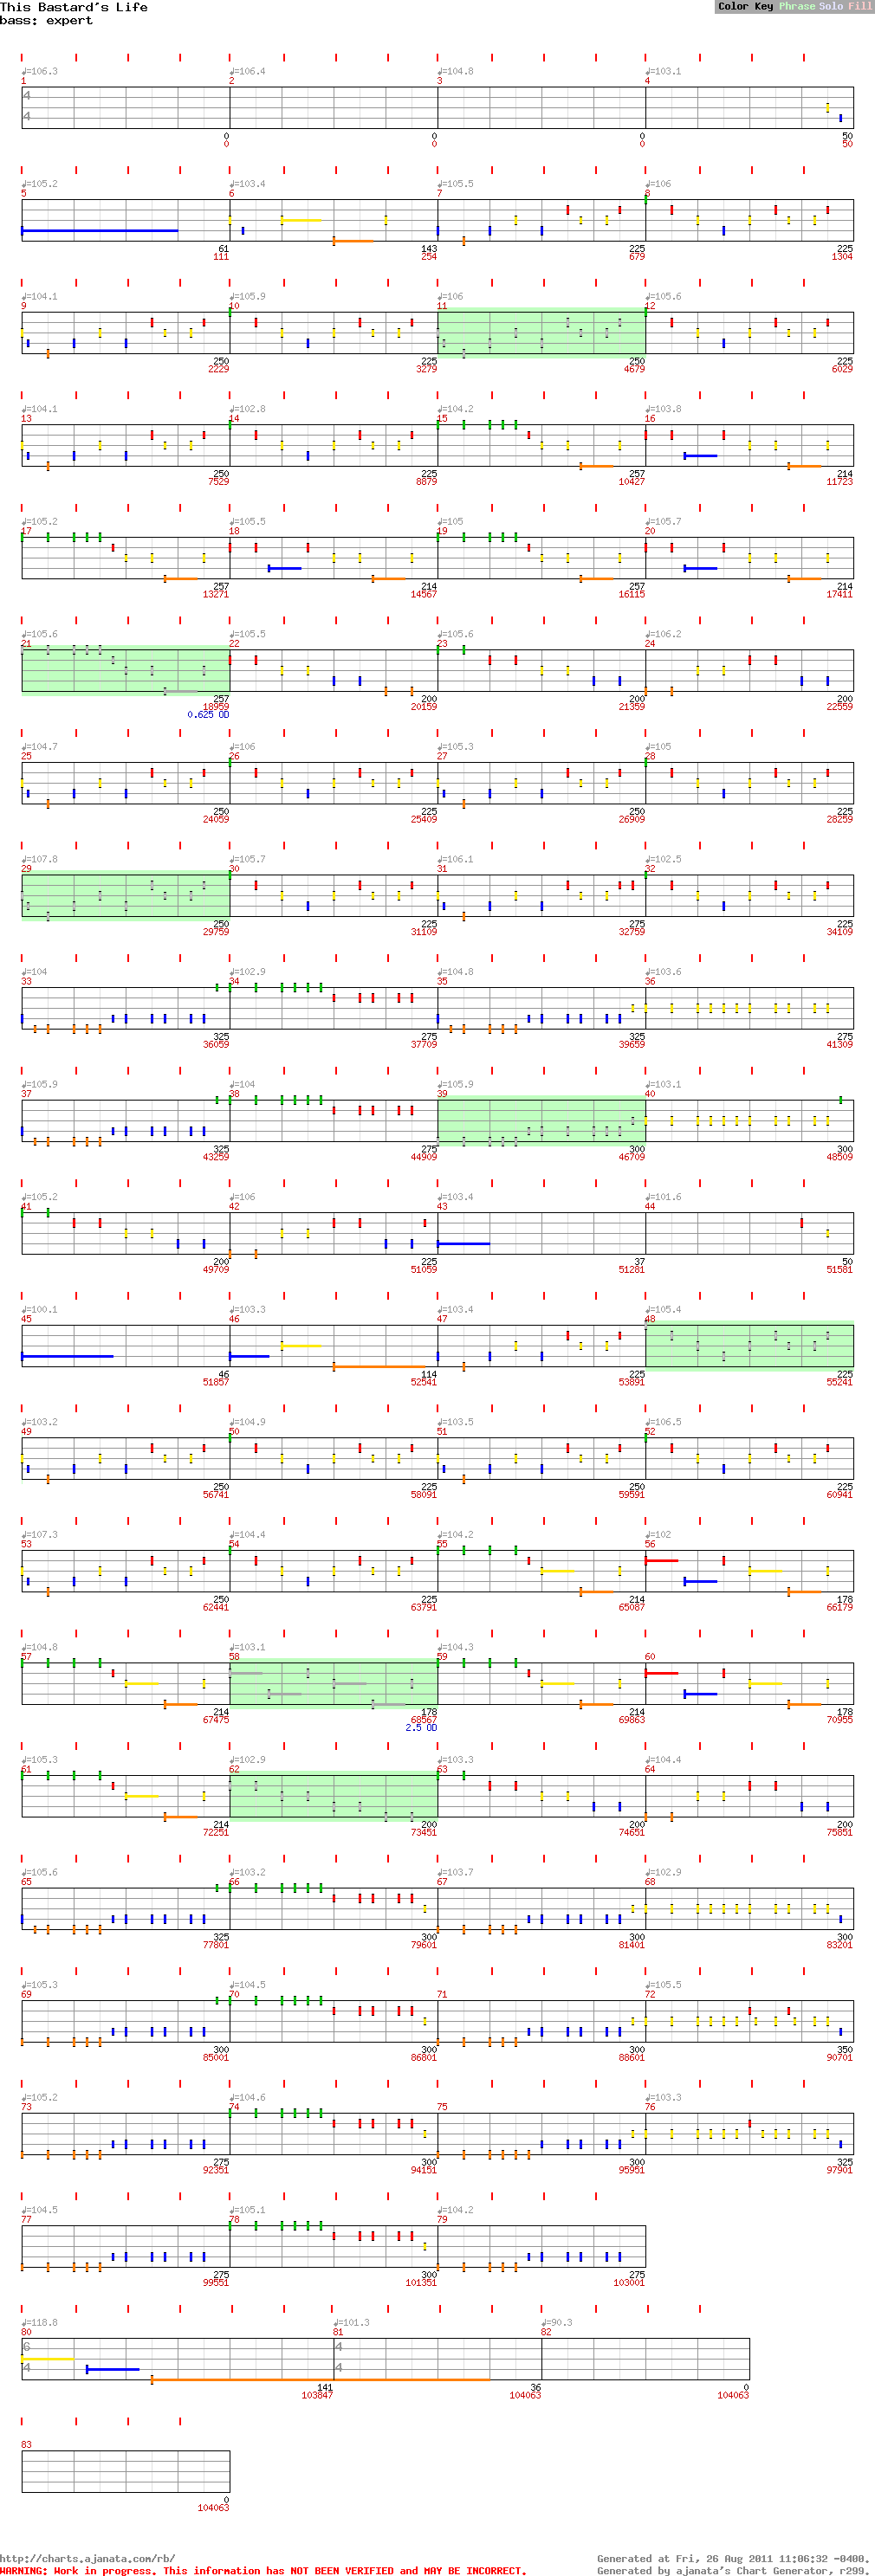 This Bastard's Life
Color Key Phrase Solo Fill
bass: expert
♩=106.3 ♩=106.4 ♩=104.8 ♩=103.1
1 2 3 4
4
4
0 0 0 50
0 0 0 50
♩=105.2 ♩=103.4 ♩=105.5 ♩=106
5 6 7 8
61 143 225 225
111 254 679 1304
♩=104.1 ♩=105.9 ♩=106 ♩=105.6
9 10 11 12
250 225 250 225
2229 3279 4679 6029
♩=104.1 ♩=102.8 ♩=104.2 ♩=103.8
13 14 15 16
250 225 257 214
7529 8879 10427 11723
♩=105.2 ♩=105.5 ♩=105 ♩=105.7
17 18 19 20
257 214 257 214
13271 14567 16115 17411
♩=105.6 ♩=105.5 ♩=105.6 ♩=106.2
21 22 23 24
257 200 200 200
18959 20159 21359 22559
0.625 OD
♩=104.7 ♩=106 ♩=105.3 ♩=105
25 26 27 28
250 225 250 225
24059 25409 26909 28259
♩=107.8 ♩=105.7 ♩=106.1 ♩=102.5
29 30 31 32
250 225 275 225
29759 31109 32759 34109
♩=104 ♩=102.9 ♩=104.8 ♩=103.6
33 34 35 36
325 275 325 275
36059 37709 39659 41309
♩=105.9 ♩=104 ♩=105.9 ♩=103.1
37 38 39 40
325 275 300 300
43259 44909 46709 48509
♩=105.2 ♩=106 ♩=103.4 ♩=101.6
41 42 43 44
200 225 37 50
49709 51059 51281 51581
♩=100.1 ♩=103.3 ♩=103.4 ♩=105.4
45 46 47 48
46 114 225 225
51857 52541 53891 55241
♩=103.2 ♩=104.9 ♩=103.5 ♩=106.5
49 50 51 52
250 225 250 225
56741 58091 59591 60941
♩=107.3 ♩=104.4 ♩=104.2 ♩=102
53 54 55 56
250 225 214 178
62441 63791 65087 66179
♩=104.8 ♩=103.1 ♩=104.3
57 58 59 60
214 178 214 178
67475 68567 69863 70955
2.5 OD
♩=105.3 ♩=102.9 ♩=103.3 ♩=104.4
61 62 63 64
214 200 200 200
72251 73451 74651 75851
♩=105.6 ♩=103.2 ♩=103.7 ♩=102.9
65 66 67 68
325 300 300 300
77801 79601 81401 83201
♩=105.3 ♩=104.5 ♩=105.5
69 70 71 72
300 300 300 350
85001 86801 88601 90701
♩=105.2 ♩=104.6 ♩=103.3
73 74 75 76
275 300 300 325
92351 94151 95951 97901
♩=104.5 ♩=105.1 ♩=104.2
77 78 79
275 300 275
99551 101351 103001
♩=118.8 ♩=101.3 ♩=90.3
80 81 82
6 4
4 4
141 36 0
103847 104063 104063
83
0
104063
http://charts.ajanata.com/rb/
Generated at Fri, 26 Aug 2011 11:06:32 -0400.
WARNING: Work in progress. This information has NOT BEEN VERIFIED and MAY BE INCORRECT.
Generated by ajanata's Chart Generator, r299.